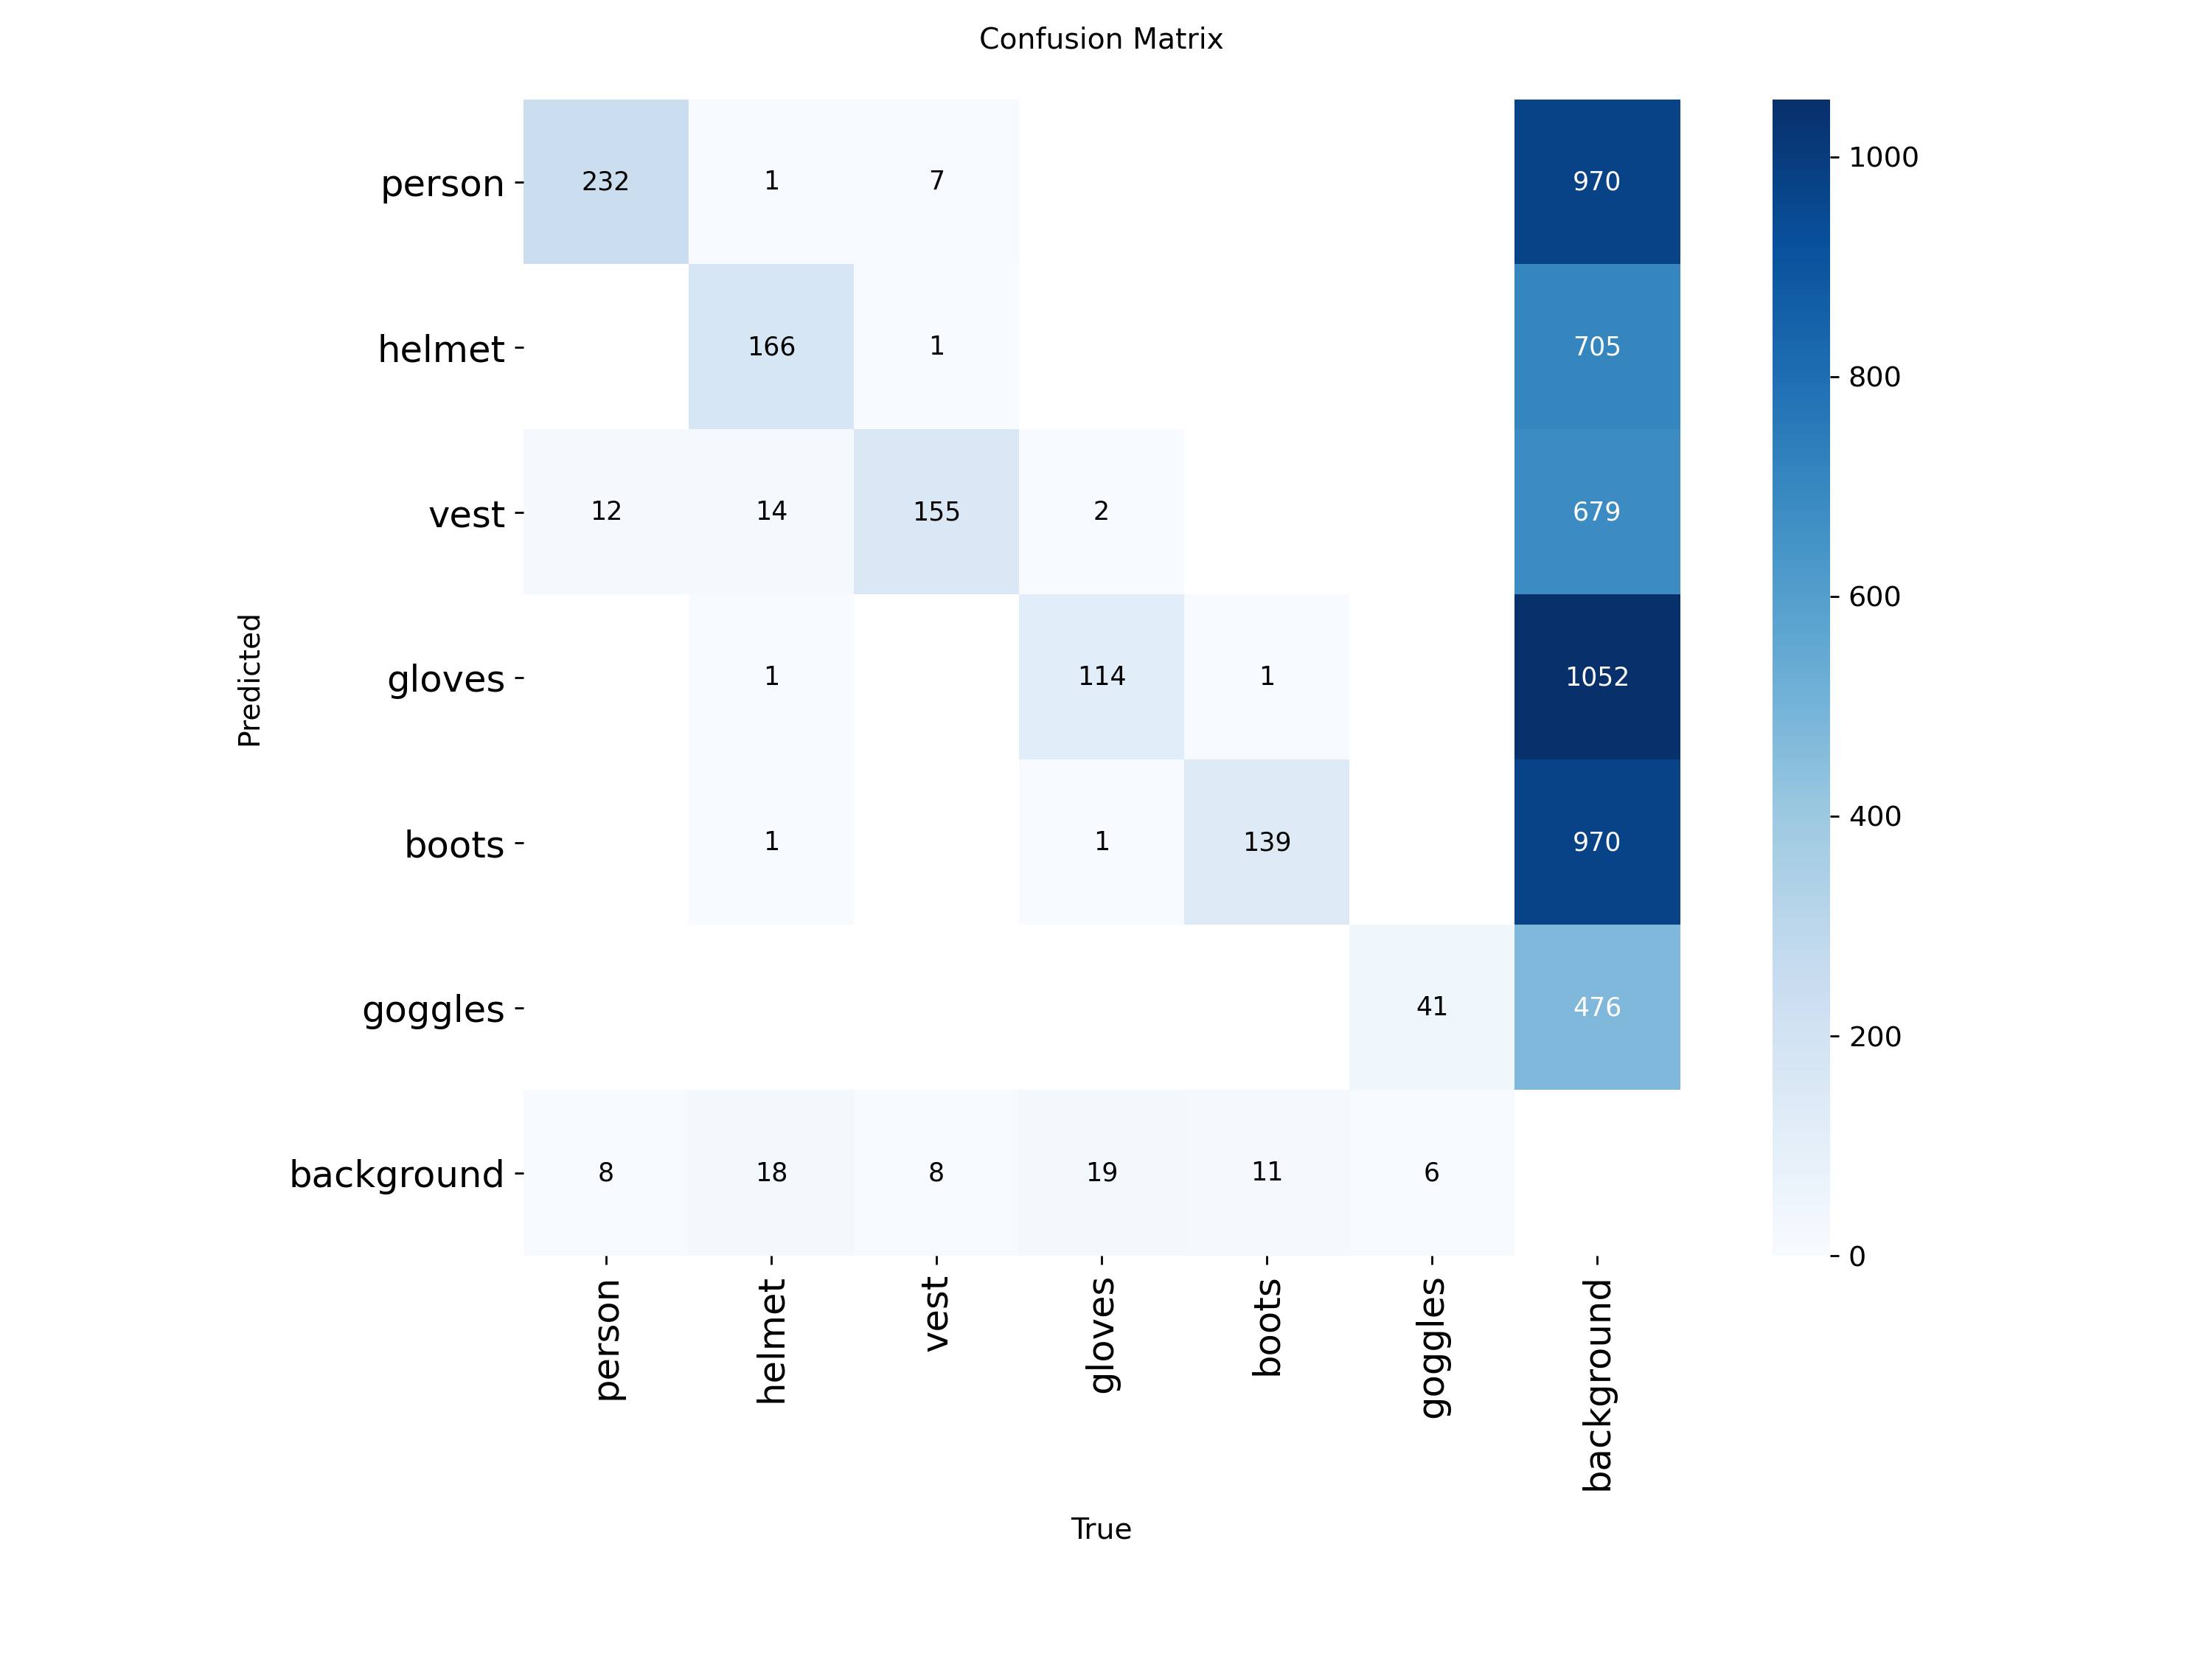 Confusion Matrix
person 232 1 7 970
helmet 166 1 705
vest 12 14 155 2 679
gloves 1 114 1 1052
boots 1 1 139 970
goggles 41 476
background 8 18 8 19 11 6
Predicted
person helmet vest gloves boots goggles background
True
1000
800
600
400
200
0